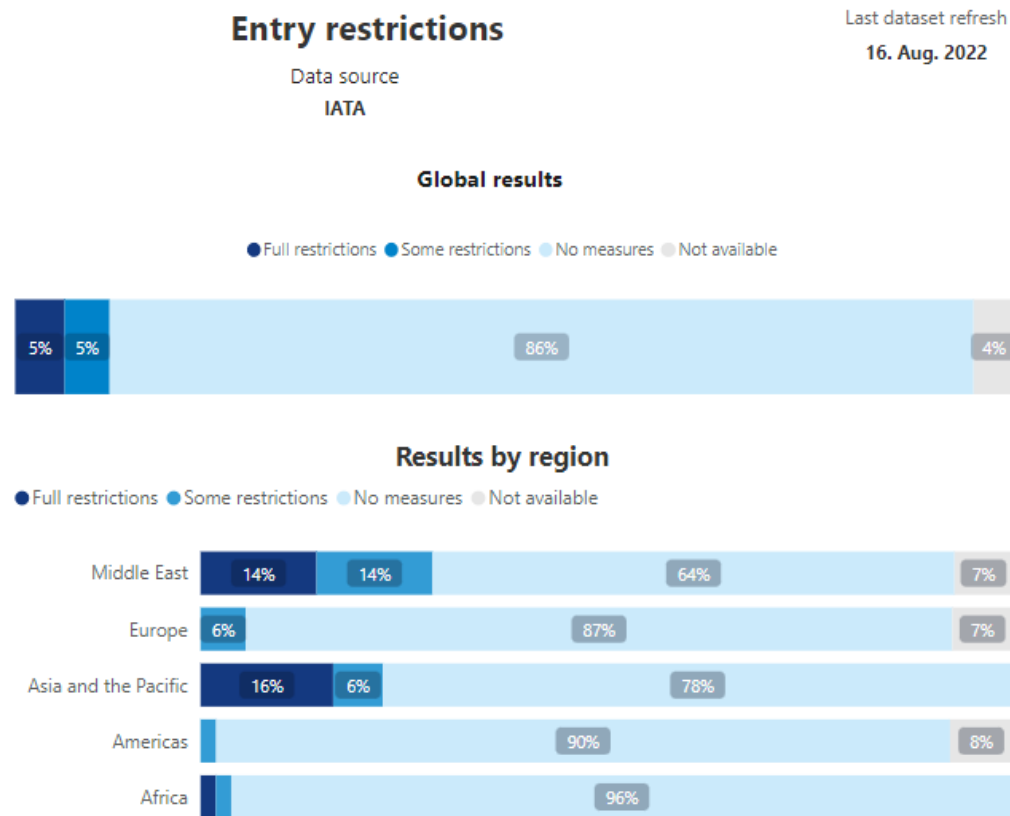 Entry restrictions
Last dataset refresh
16. Aug. 2022
Data source
IATA
Global results
Full restrictions Some restrictions No measures Not available
5% 5% 86% 4%
Results by region
Full restrictions Some restrictions No measures Not available
Middle East 14% 14% 64% 7%
Europe 6% 87% 7%
Asia and the Pacific 16% 6% 78%
Americas 90% 8%
Africa 96%